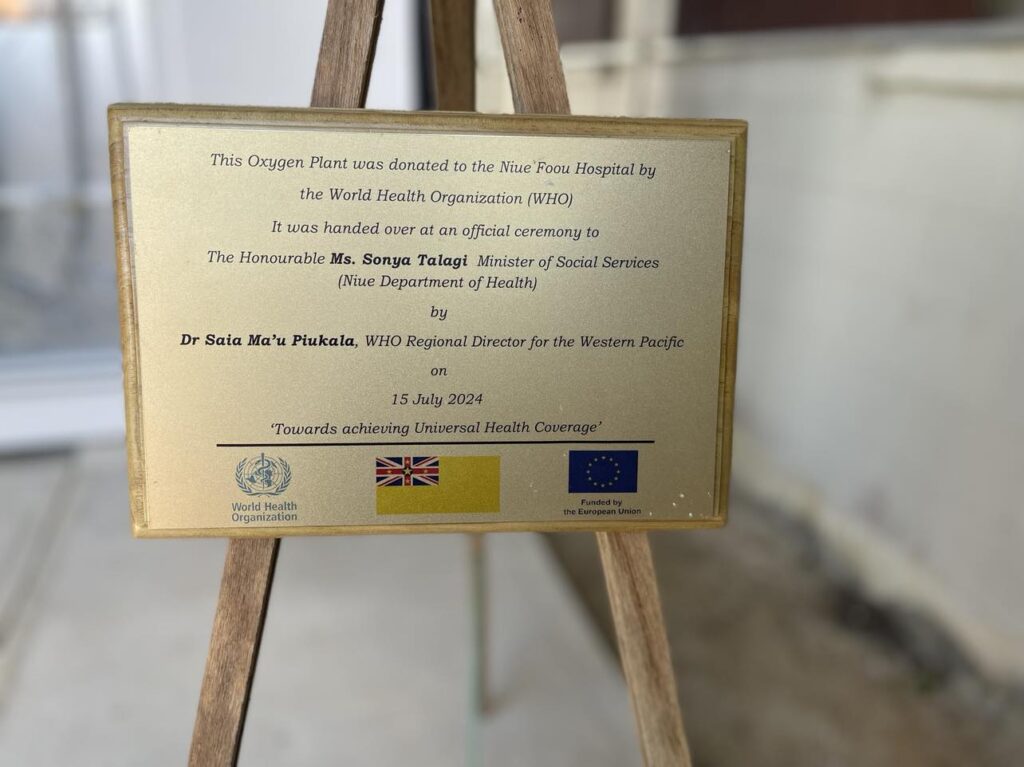 This Oxygen Plant was donated to the Niue Foou Hospital by
the World Health Organization (WHO)
It was handed over at an official ceremony to
The Honourable Ms. Sonya Talagi Minister of Social Services
(Niue Department of Health)
by
Dr Saia Ma'u Piukala, WHO Regional Director for the Western Pacific
on
15 July 2024
'Towards achieving Universal Health Coverage'
World Health
Organization
Funded by
the European Union